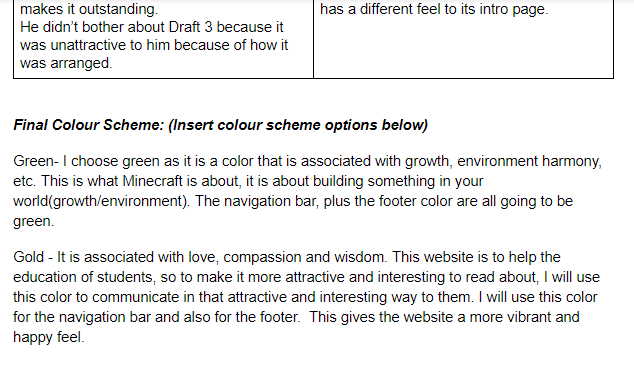 makes it outstanding.
He didn't bother about Draft 3 because it
was unattractive to him because of how it
was arranged.
has a different feel to its intro page.
Final Colour Scheme: (Insert colour scheme options below)
Green- I choose green as it is a color that is associated with growth, environment harmony,
etc. This is what Minecraft is about, it is about building something in your
world(growth/environment). The navigation bar, plus the footer color are all going to be
green.
Gold - It is associated with love, compassion and wisdom. This website is to help the
education of students, so to make it more attractive and interesting to read about, I will use
this color to communicate in that attractive and interesting way to them. I will use this color
for the navigation bar and also for the footer.  This gives the website a more vibrant and
happy feel.